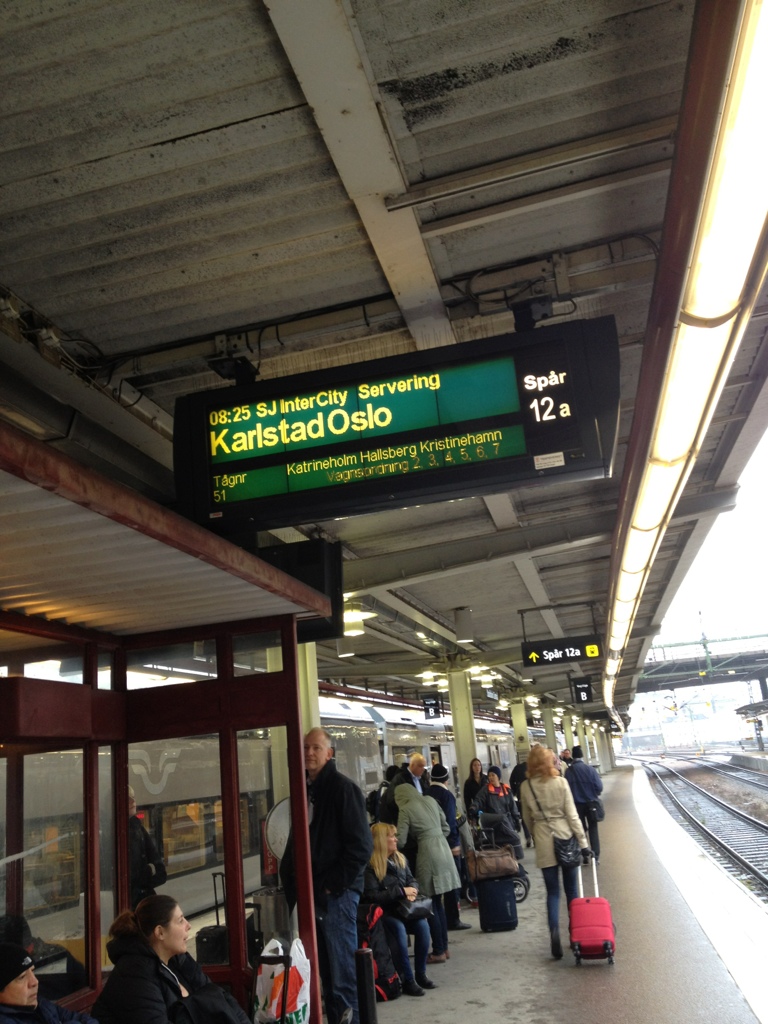 08:25 SJ InterCity Servering
Karlstad Oslo
Spår
12a
Katrineholm Hallsberg Kristinehamn
Tågnr
51
Vagnsordning 2, 3, 4, 5, 6, 7
Spår 12a
B
B